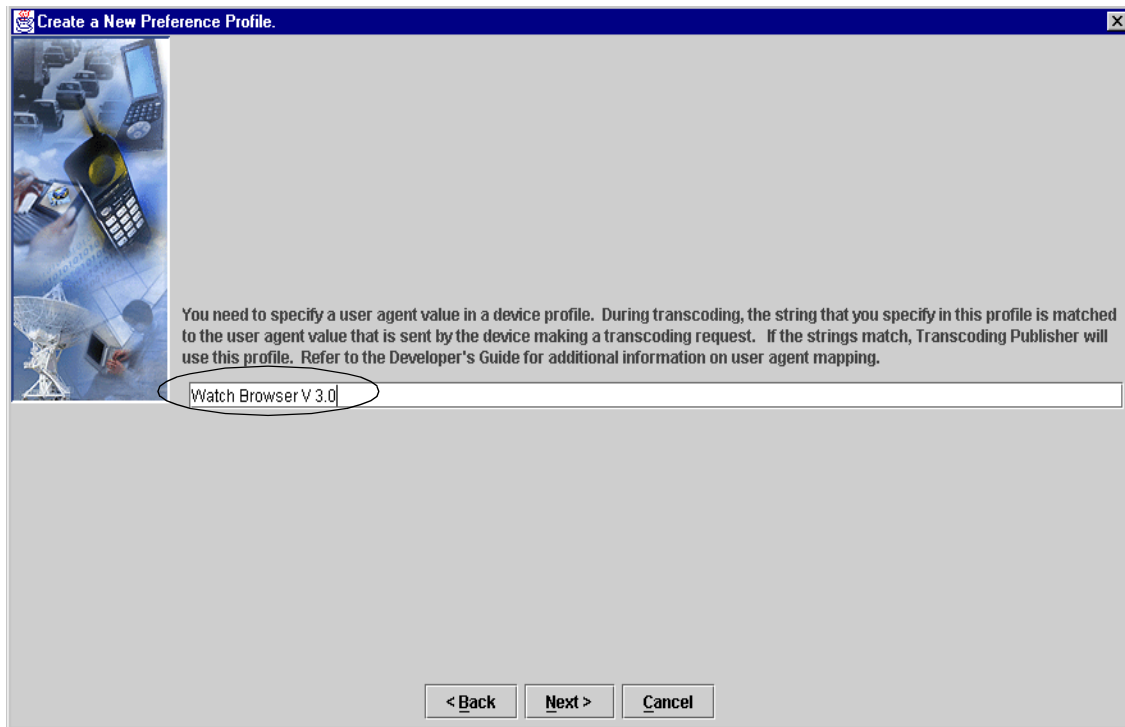 Create a New Preference Profile.
You need to specify a user agent value in a device profile. During transcoding, the string that you specify in this profile is matched
to the user agent value that is sent by the device making a transcoding request. If the strings match, Transcoding Publisher will
use this profile. Refer to the Developer's Guide for additional information on user agent mapping.
Watch Browser V 3.0
< Back Next > Cancel